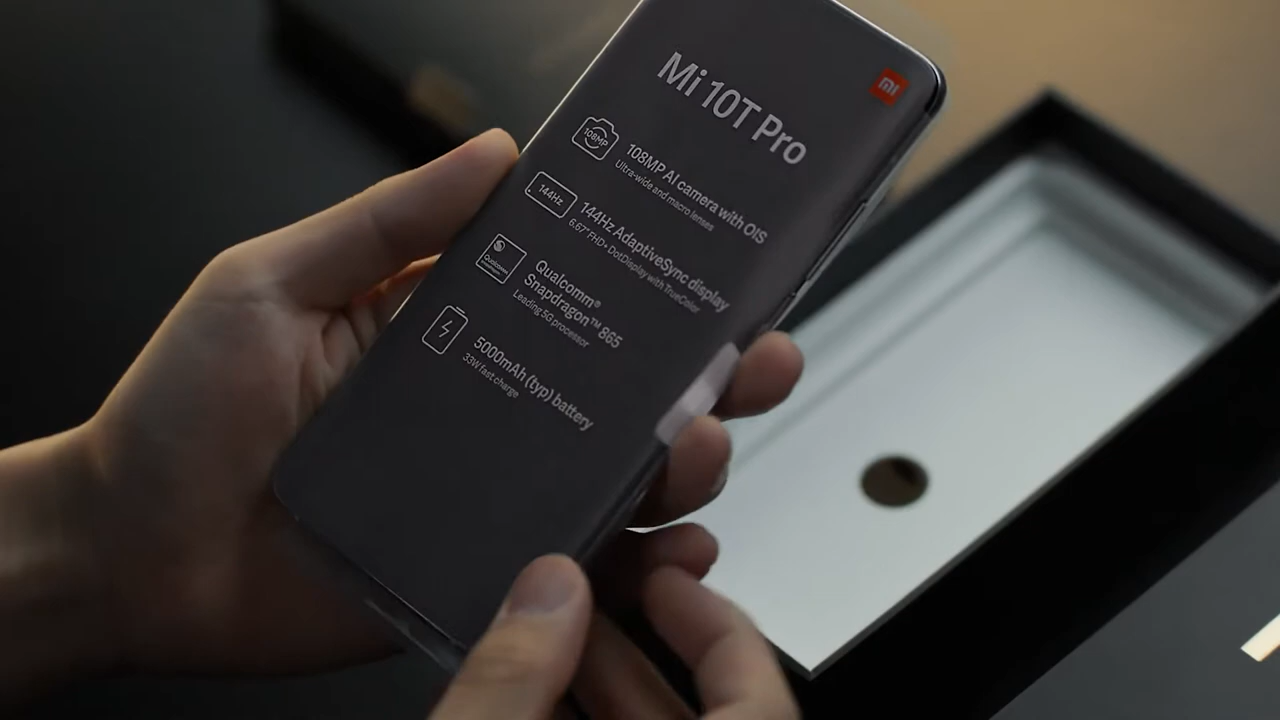 mi
Mi 10T Pro
108MP
108MP AI camera with OIS
Ultra-wide and macro lenses
144Hz
144Hz AdaptiveSync display
6.67" FHD+ DotDisplay with TrueColor
Qualcomm
Qualcomm®
Snapdragon™ 865
Leading 5G processor
5000mAh (typ) battery
33W fast charge